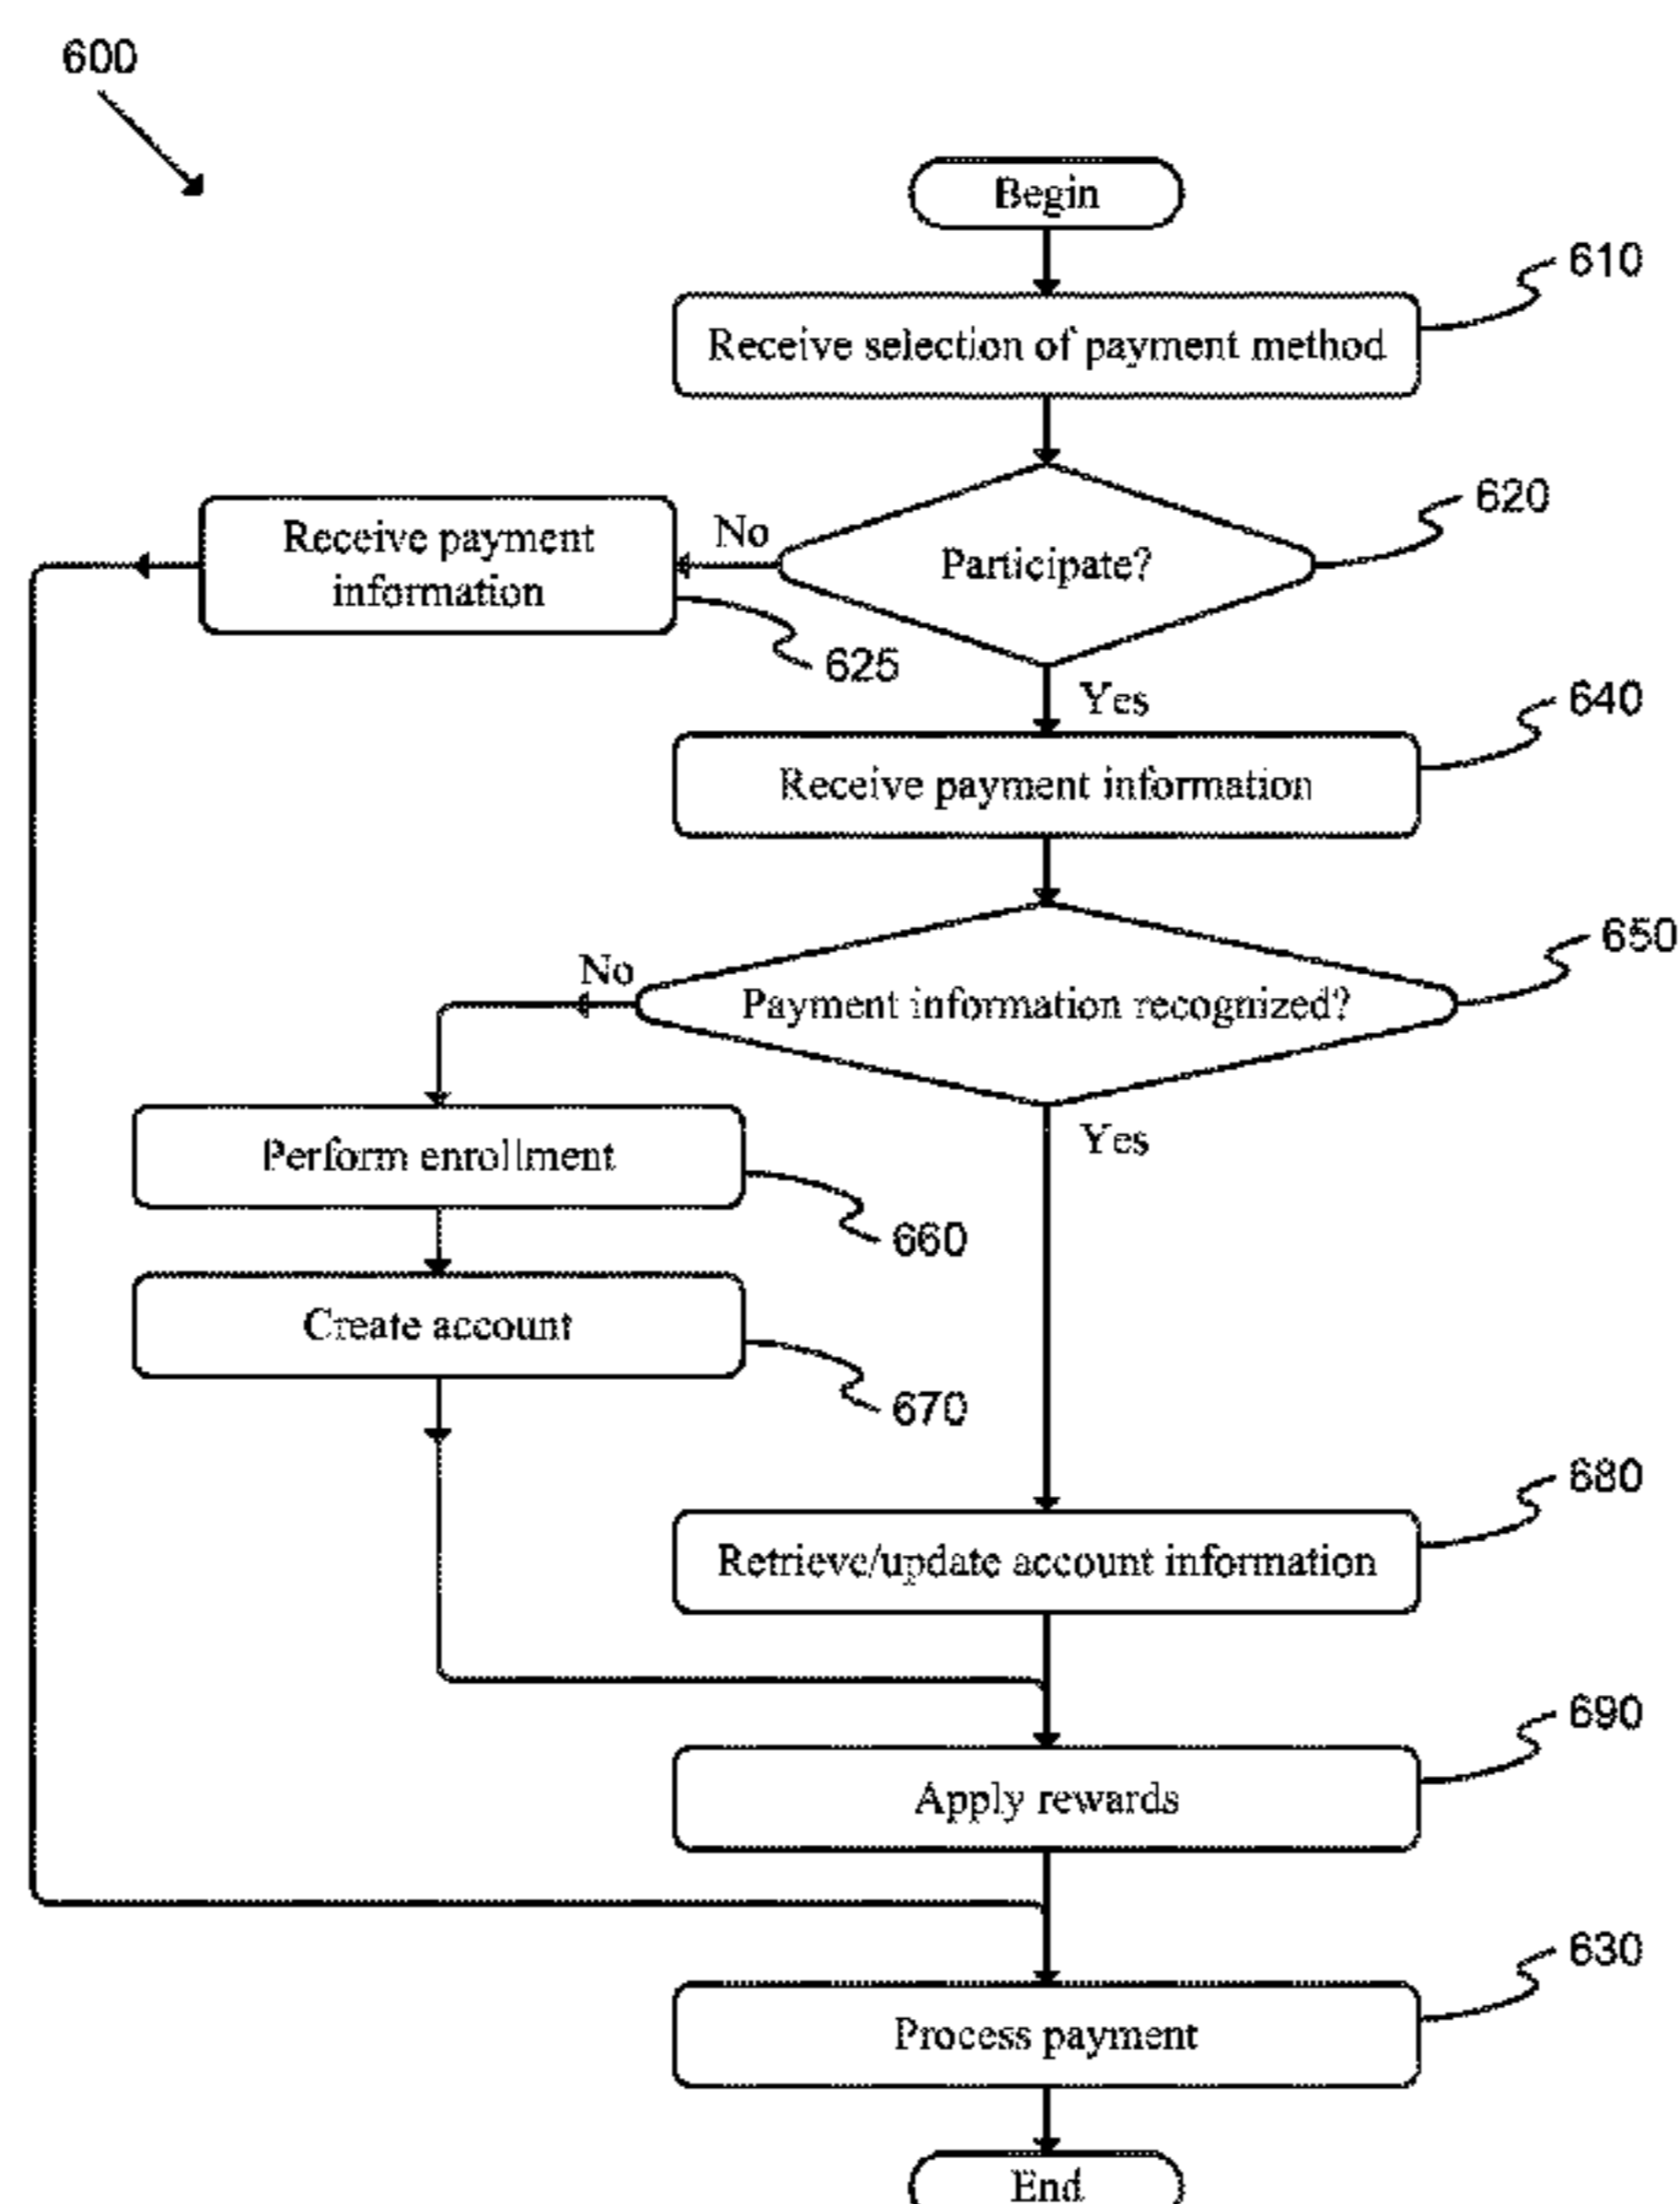 600
Begin
610
Receive selection of payment method
620
Participate?
No
Receive payment
information
625
Yes
640
Receive payment information
650
Payment information recognized?
No
Yes
Perform enrollment
660
Create account
670
680
Retrieve/update account information
690
Apply rewards
630
Process payment
End